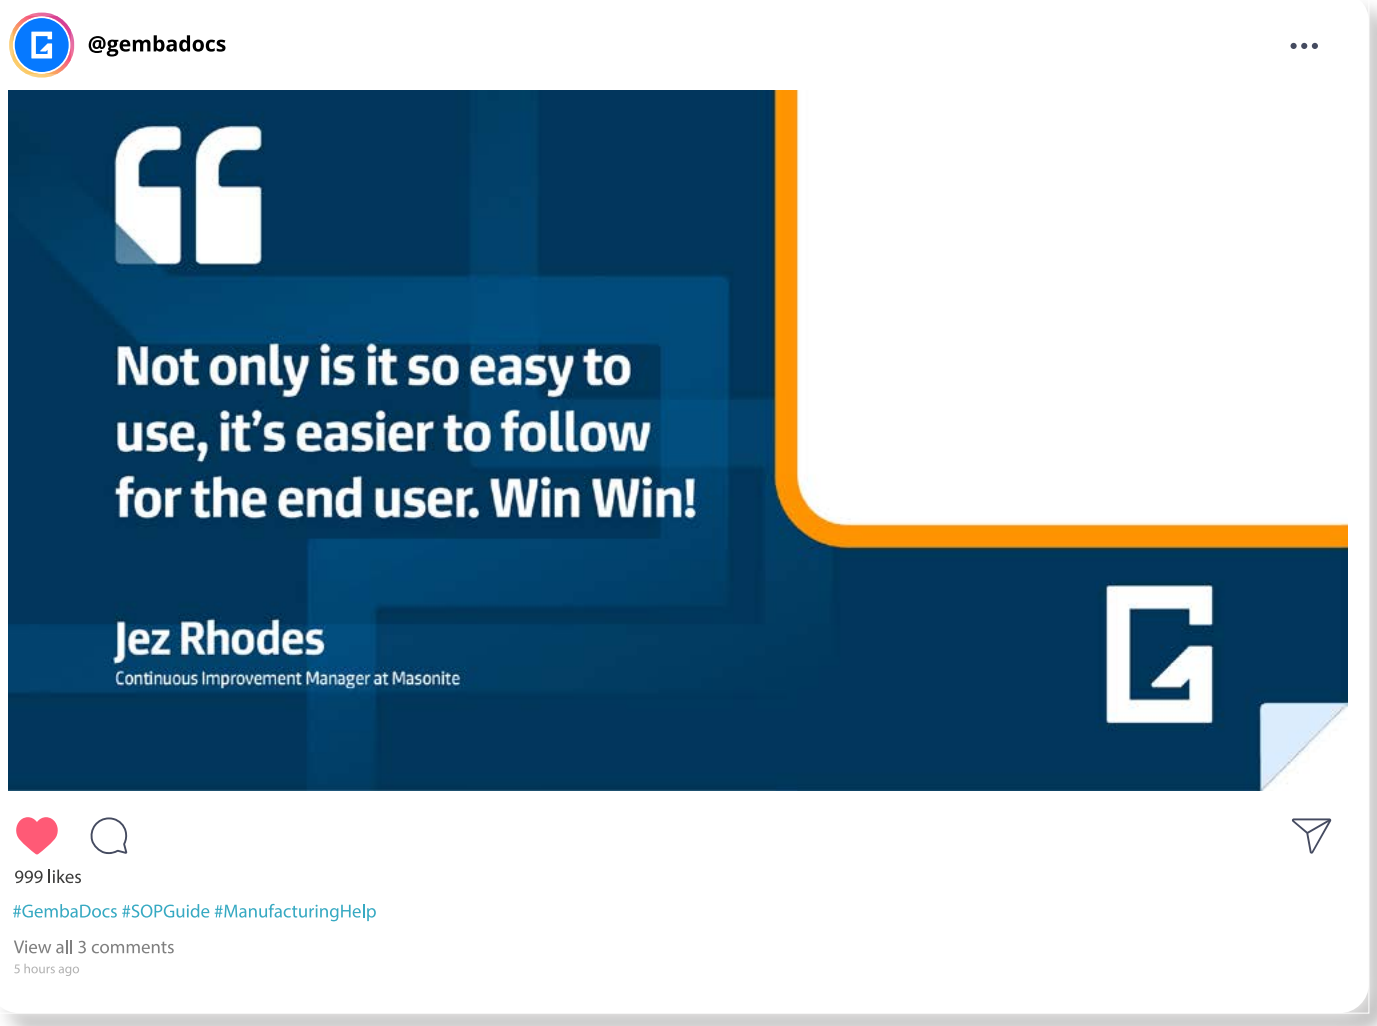 @gembadocs
Not only is it so easy to
use, it’s easier to follow
for the end user. Win Win!
Jez Rhodes
Continuous Improvement Manager at Masonite
999 likes
#GembaDocs #SOPGuide #ManufacturingHelp
View all 3 comments
5 hours ago